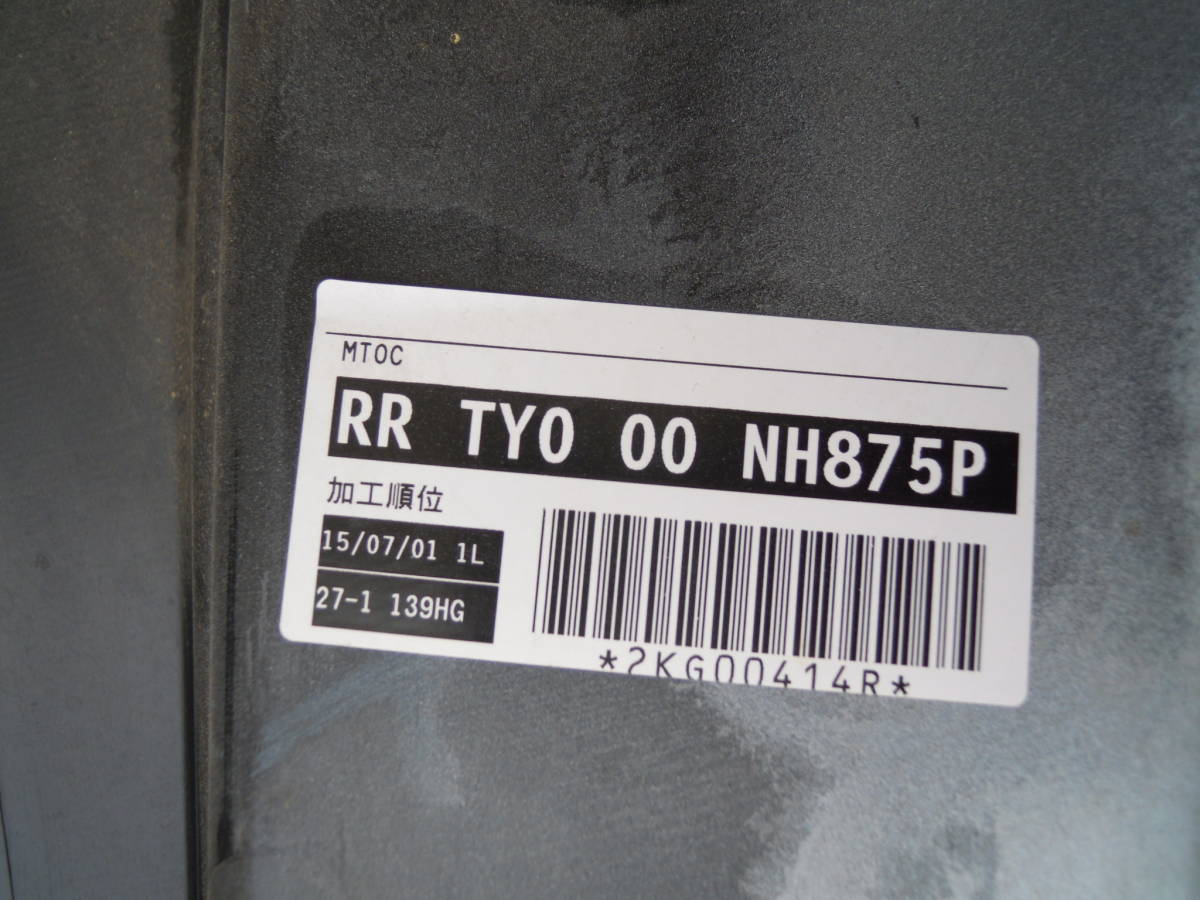 MTOC
RR TY0 00 NH875P
加工順位
15/07/01 1L
27-1 139HG
*2KG00414R*